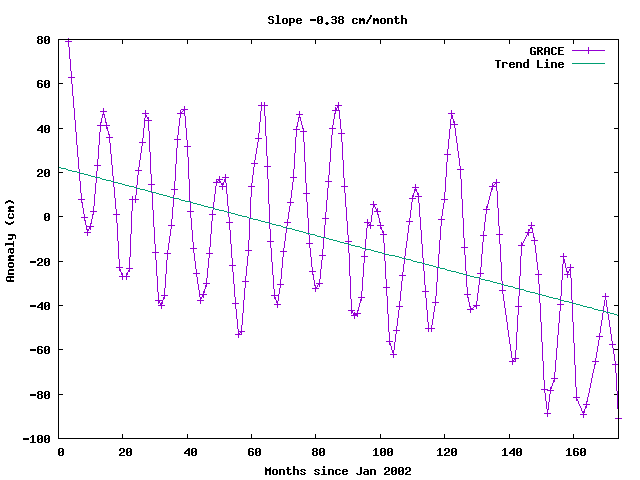 Slope -0.38 cm/month
GRACE
Trend Line
80
60
40
20
0
-20
-40
-60
-80
-100
Anomaly (cm)
0 20 40 60 80 100 120 140 160
Months since Jan 2002